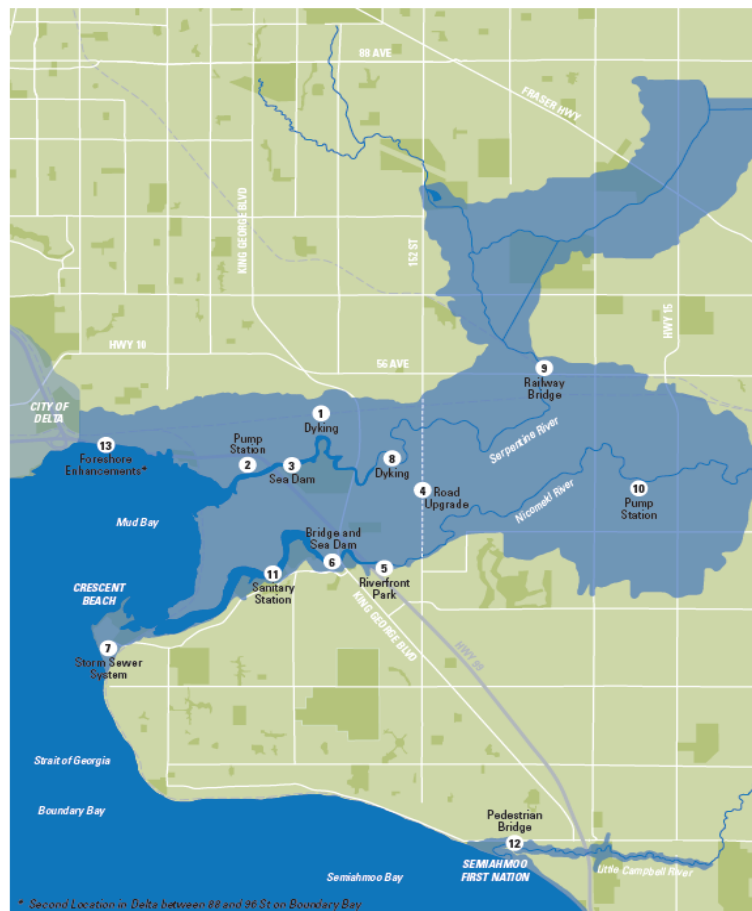 88 AVE
FRASER HWY
KING GEORGE BLVD
152 ST
HWY 15
HWY 10
56 AVE
9
Railway
Bridge
CITY OF
DELTA
1
Dyking
13
Foreshore
Enhancements*
Pump
Station
2
3
Sea Dam
8
Dyking
Serpentine River
4
Road
Upgrade
Nicomekl River
10
Pump
Station
Mud Bay
Bridge and
Sea Dam
6
5
Riverfront
Park
11
Sanitary
Station
CRESCENT
BEACH
KING GEORGE BLVD
HWY 99
7
Storm Sewer
System
Strait of Georgia
Boundary Bay
Pedestrian
Bridge
12
SEMIAHMOO
FIRST NATION
Little Campbell River
Semiahmoo Bay
* Second Location in Delta between 88 and 96 St on Boundary Bay